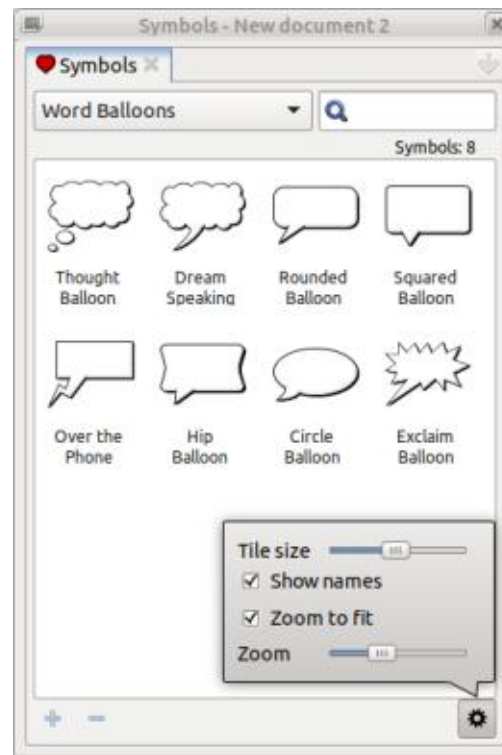 Symbols - New document 2
Symbols
Word Balloons
Symbols: 8
Thought Balloon
Dream Speaking
Rounded Balloon
Squared Balloon
Over the Phone
Hip Balloon
Circle Balloon
Exclaim Balloon
Tile size
Show names
Zoom to fit
Zoom